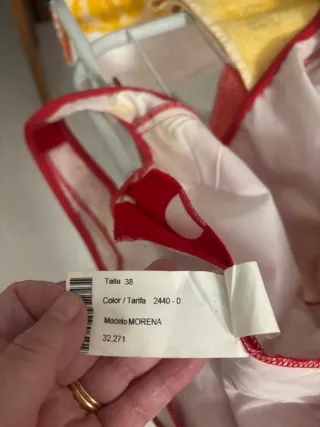 Talla 38
Color / Tarifa 2440 - 0
Modelo MORENA
32.271